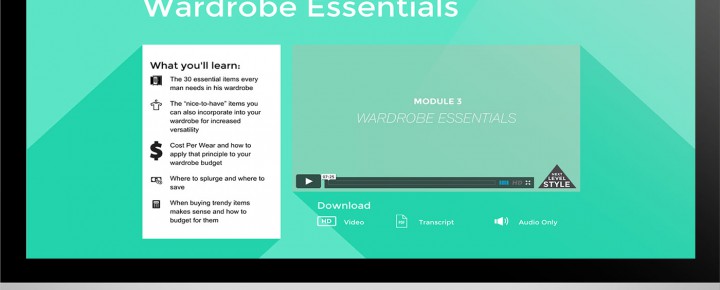 Wardrobe Essentials
What you'll learn:
The 30 essential items every
man needs in his wardrobe
The "nice-to-have" items you
can also incorporate into your
wardrobe for increased
versatility
Cost Per Wear and how to
apply that principle to your
wardrobe budget
Where to splurge and where to
save
When buying trendy items
makes sense and how to
budget for them
MODULE 3
WARDROBE ESSENTIALS
07:25
HD
NEXT
LEVEL
STYLE
Download
HD Video
PDF Transcript
Audio Only